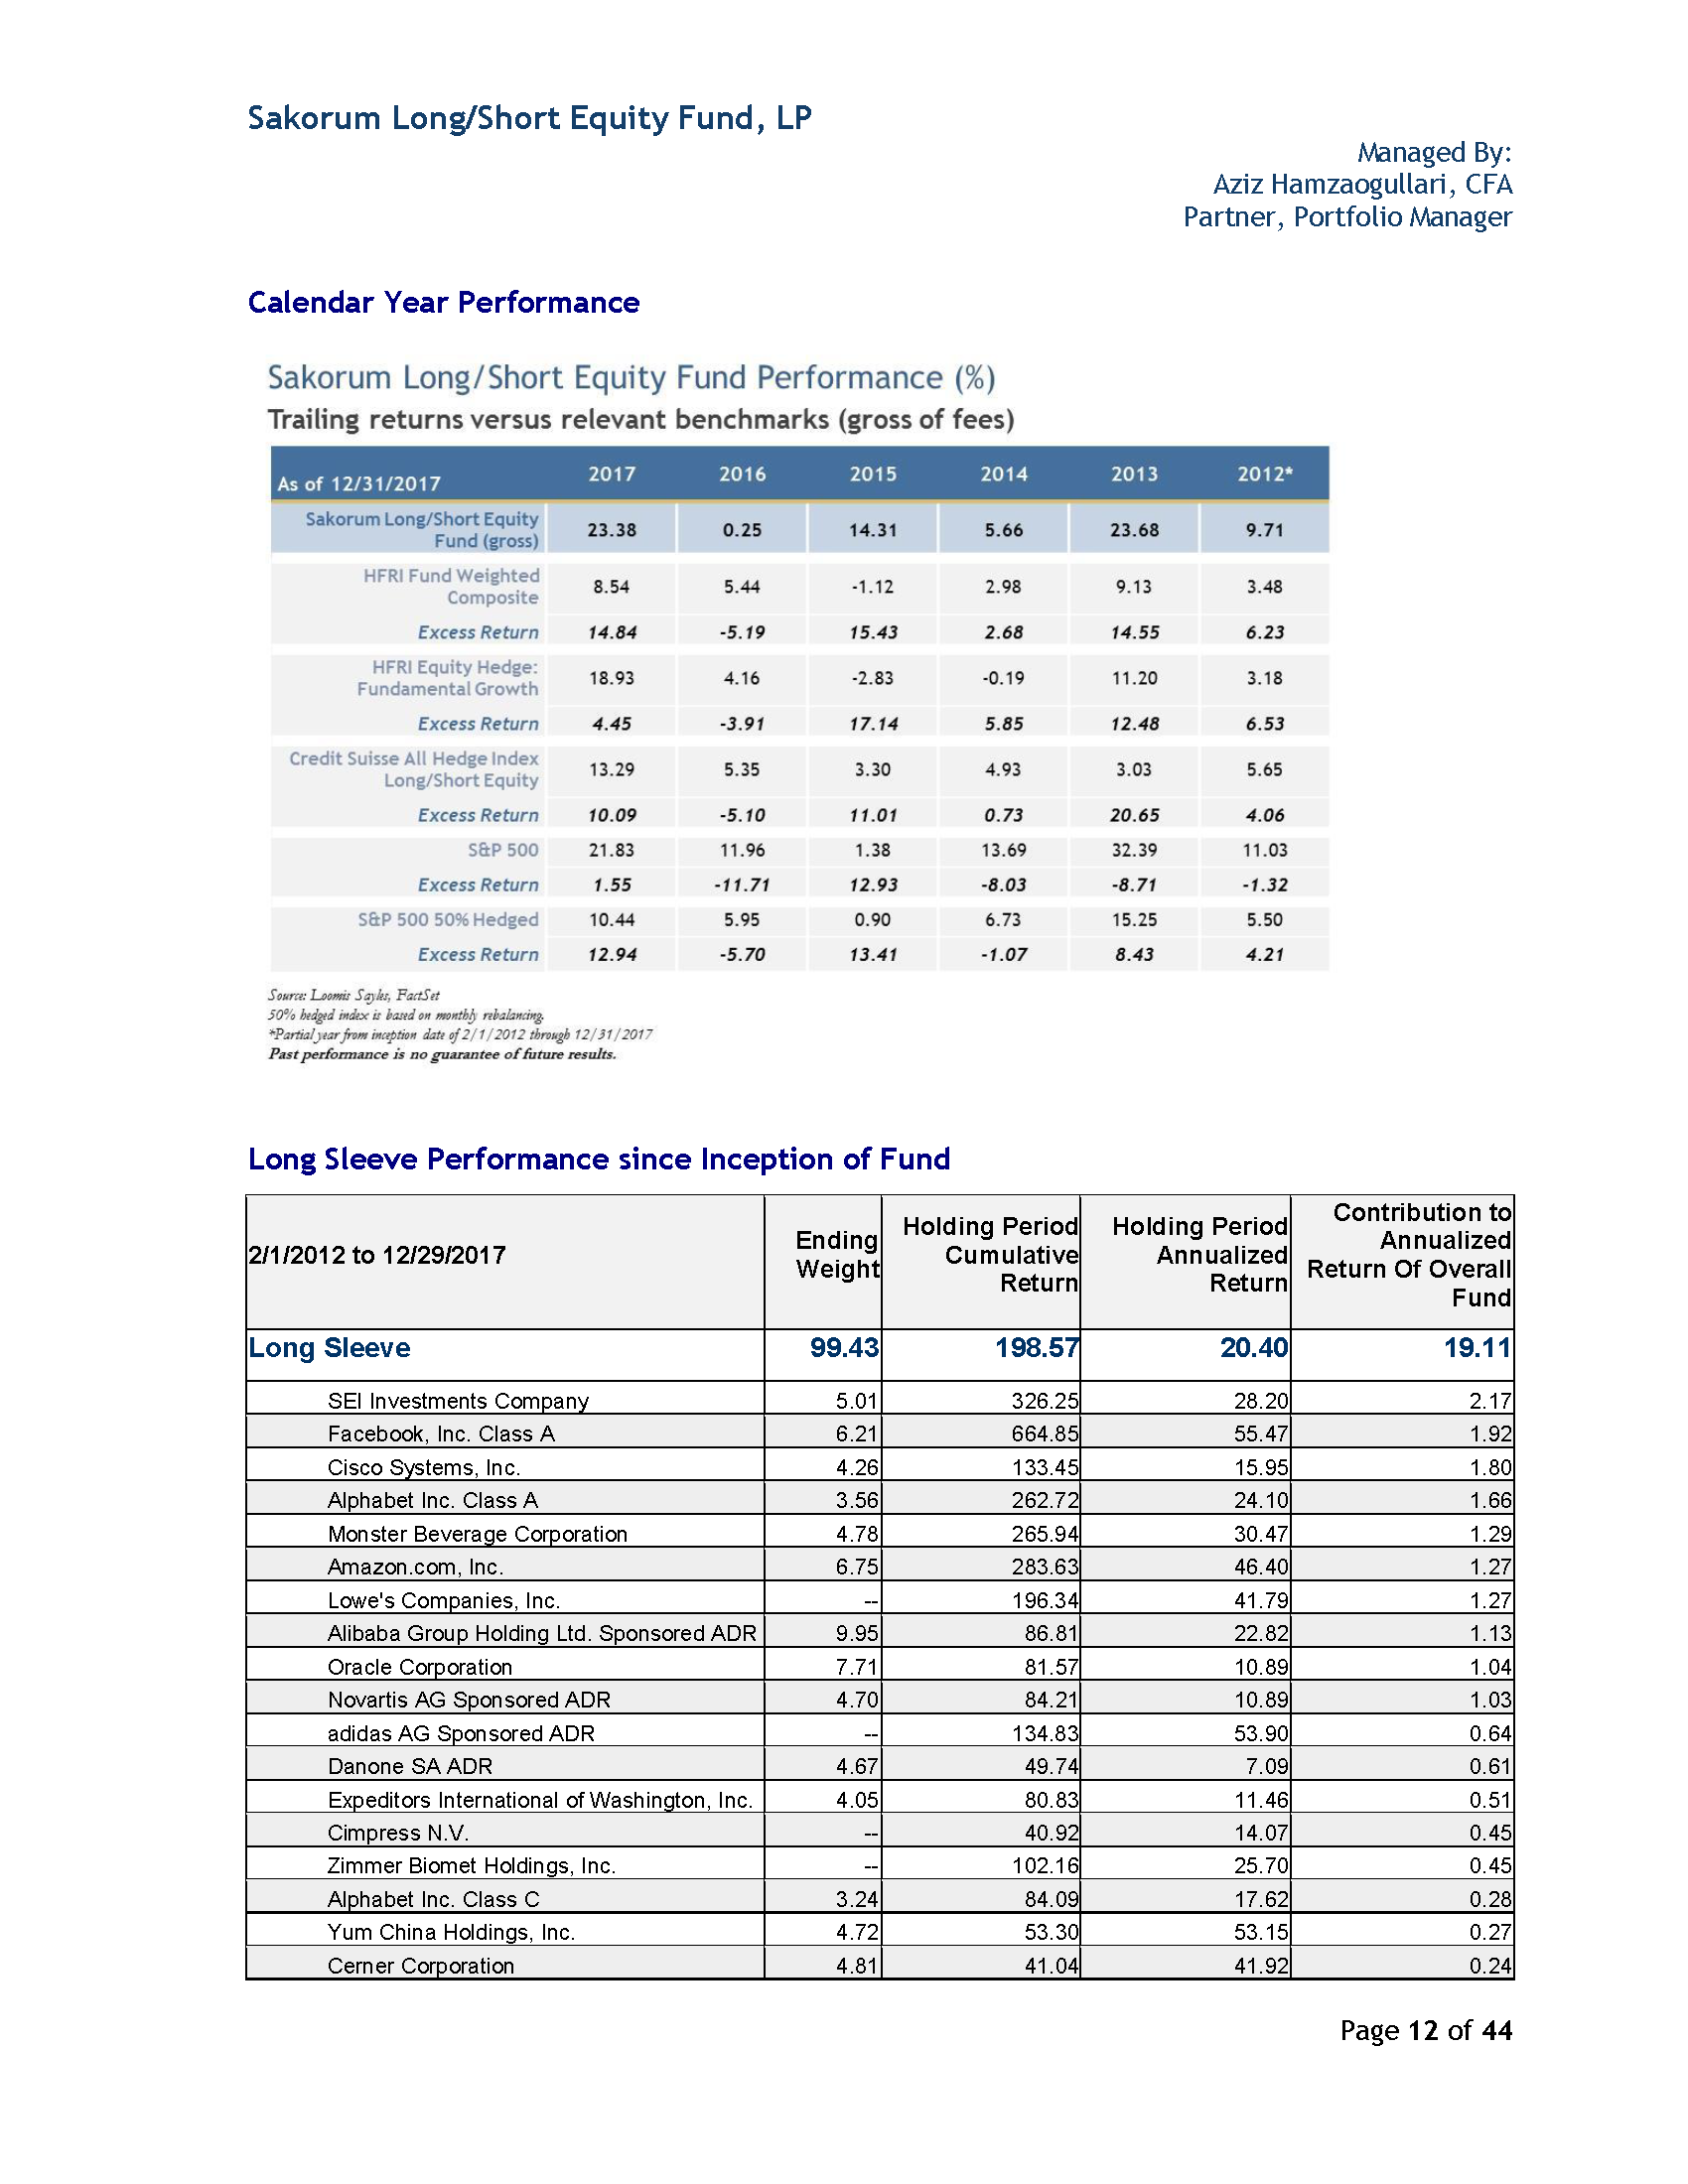 Sakorum Long/Short Equity Fund, LP
Managed By:
Aziz Hamzaogullari, CFA
Partner, Portfolio Manager
Calendar Year Performance
Sakorum Long/Short Equity Fund Performance (%)
Trailing returns versus relevant benchmarks (gross of fees)
As of 12/31/2017 2017 2016 2015 2014 2013 2012*
Sakorum Long/Short Equity
Fund (gross) 23.38 0.25 14.31 5.66 23.68 9.71
HFRI Fund Weighted
Composite 8.54 5.44 -1.12 2.98 9.13 3.48
Excess Return 14.84 -5.19 15.43 2.68 14.55 6.23
HFRI Equity Hedge:
Fundamental Growth 18.93 4.16 -2.83 -0.19 11.20 3.18
Excess Return 4.45 -3.91 17.14 5.85 12.48 6.53
Credit Suisse All Hedge Index
Long/Short Equity 13.29 5.35 3.30 4.93 3.03 5.65
Excess Return 10.09 -5.10 11.01 0.73 20.65 4.06
S&P 500 21.83 11.96 1.38 13.69 32.39 11.03
Excess Return 1.55 -11.71 12.93 -8.03 -8.71 -1.32
S&P 500 50% Hedged 10.44 5.95 0.90 6.73 15.25 5.50
Excess Return 12.94 -5.70 13.41 -1.07 8.43 4.21
Source: Loomis Sayles, FactSet
50% hedged index is based on monthly rebalancing.
*Partial year from inception date of 2/1/2012 through 12/31/2017
Past performance is no guarantee of future results.
Long Sleeve Performance since Inception of Fund
2/1/2012 to 12/29/2017
Ending
Weight
Holding Period
Cumulative
Return
Holding Period
Annualized
Return
Contribution to
Annualized
Return Of Overall
Fund
Long Sleeve 99.43 198.57 20.40 19.11
SEI Investments Company 5.01 326.25 28.20 2.17
Facebook, Inc. Class A 6.21 664.85 55.47 1.92
Cisco Systems, Inc. 4.26 133.45 15.95 1.80
Alphabet Inc. Class A 3.56 262.72 24.10 1.66
Monster Beverage Corporation 4.78 265.94 30.47 1.29
Amazon.com, Inc. 6.75 283.63 46.40 1.27
Lowe's Companies, Inc. -- 196.34 41.79 1.27
Alibaba Group Holding Ltd. Sponsored ADR 9.95 86.81 22.82 1.13
Oracle Corporation 7.71 81.57 10.89 1.04
Novartis AG Sponsored ADR 4.70 84.21 10.89 1.03
adidas AG Sponsored ADR -- 134.83 53.90 0.64
Danone SA ADR 4.67 49.74 7.09 0.61
Expeditors International of Washington, Inc. 4.05 80.83 11.46 0.51
Cimpress N.V. -- 40.92 14.07 0.45
Zimmer Biomet Holdings, Inc. -- 102.16 25.70 0.45
Alphabet Inc. Class C 3.24 84.09 17.62 0.28
Yum China Holdings, Inc. 4.72 53.30 53.15 0.27
Cerner Corporation 4.81 41.04 41.92 0.24
Page 12 of 44